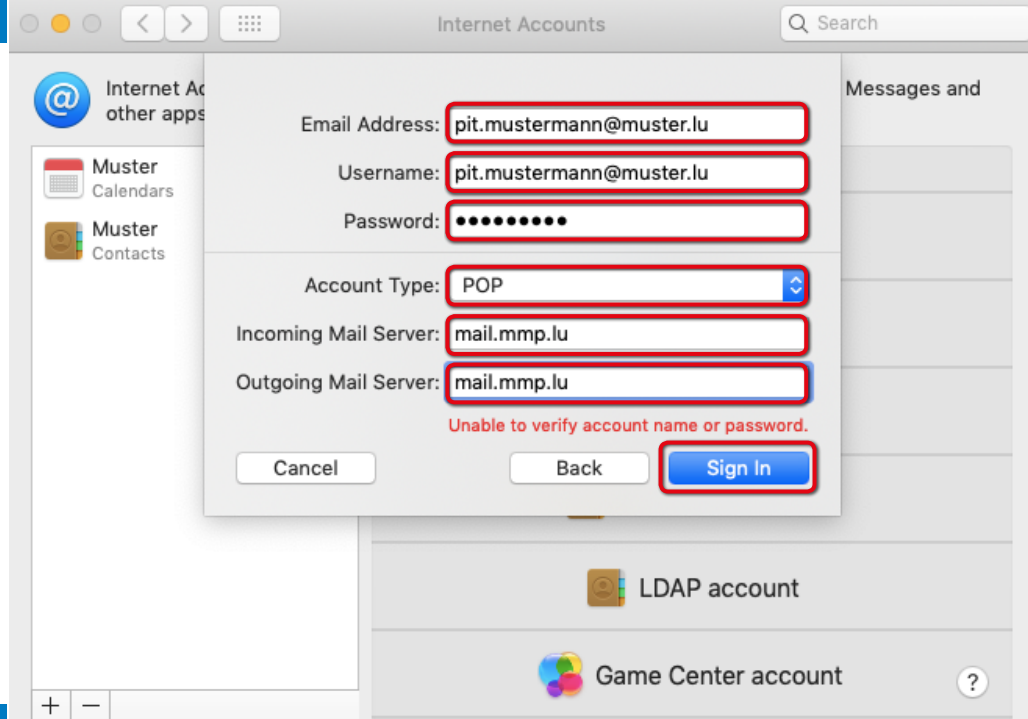 Internet Accounts
Search
Internet Ac
other apps
Messages and
Muster
Calendars
Muster
Contacts
Email Address: pit.mustermann@muster.lu
Username: pit.mustermann@muster.lu
Password: •••••••••
Account Type: POP
Incoming Mail Server: mail.mmp.lu
Outgoing Mail Server: mail.mmp.lu
Unable to verify account name or password.
Cancel Back Sign In
LDAP account
Game Center account
?
+ −